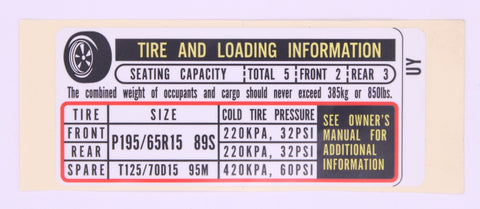 TIRE AND LOADING INFORMATION
SEATING CAPACITY TOTAL 5 FRONT 2 REAR 3
The combined weight of occupants and cargo should never exceed 385kg or 850lbs.
TIRE SIZE COLD TIRE PRESSURE
FRONT P195/65R15 89S 220KPA, 32PSI
REAR 220KPA, 32PSI
SPARE T125/70D15 95M 420KPA, 60PSI
SEE OWNER'S
MANUAL FOR
ADDITIONAL
INFORMATION
UY